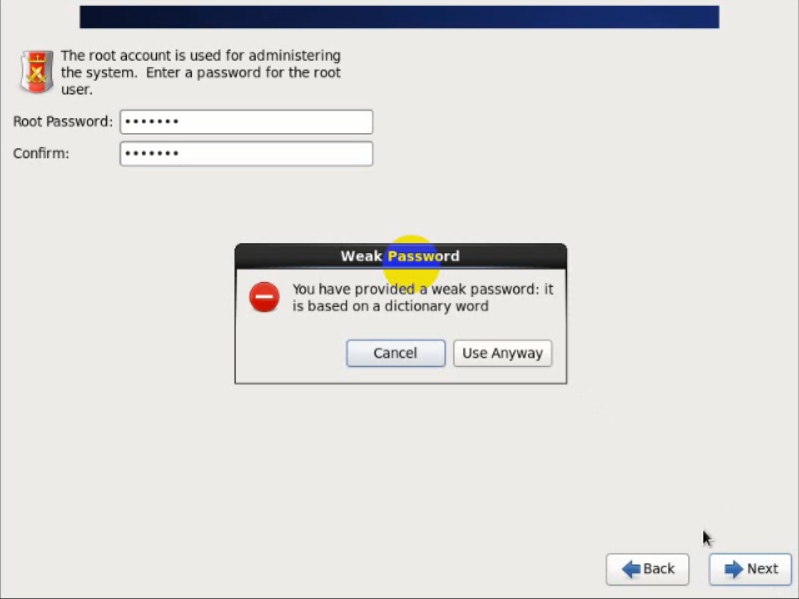 The root account is used for administering
the system. Enter a password for the root
user.
Root Password: •••••••
Confirm: •••••••
Weak Password
You have provided a weak password: it
is based on a dictionary word
Cancel Use Anyway
Back Next